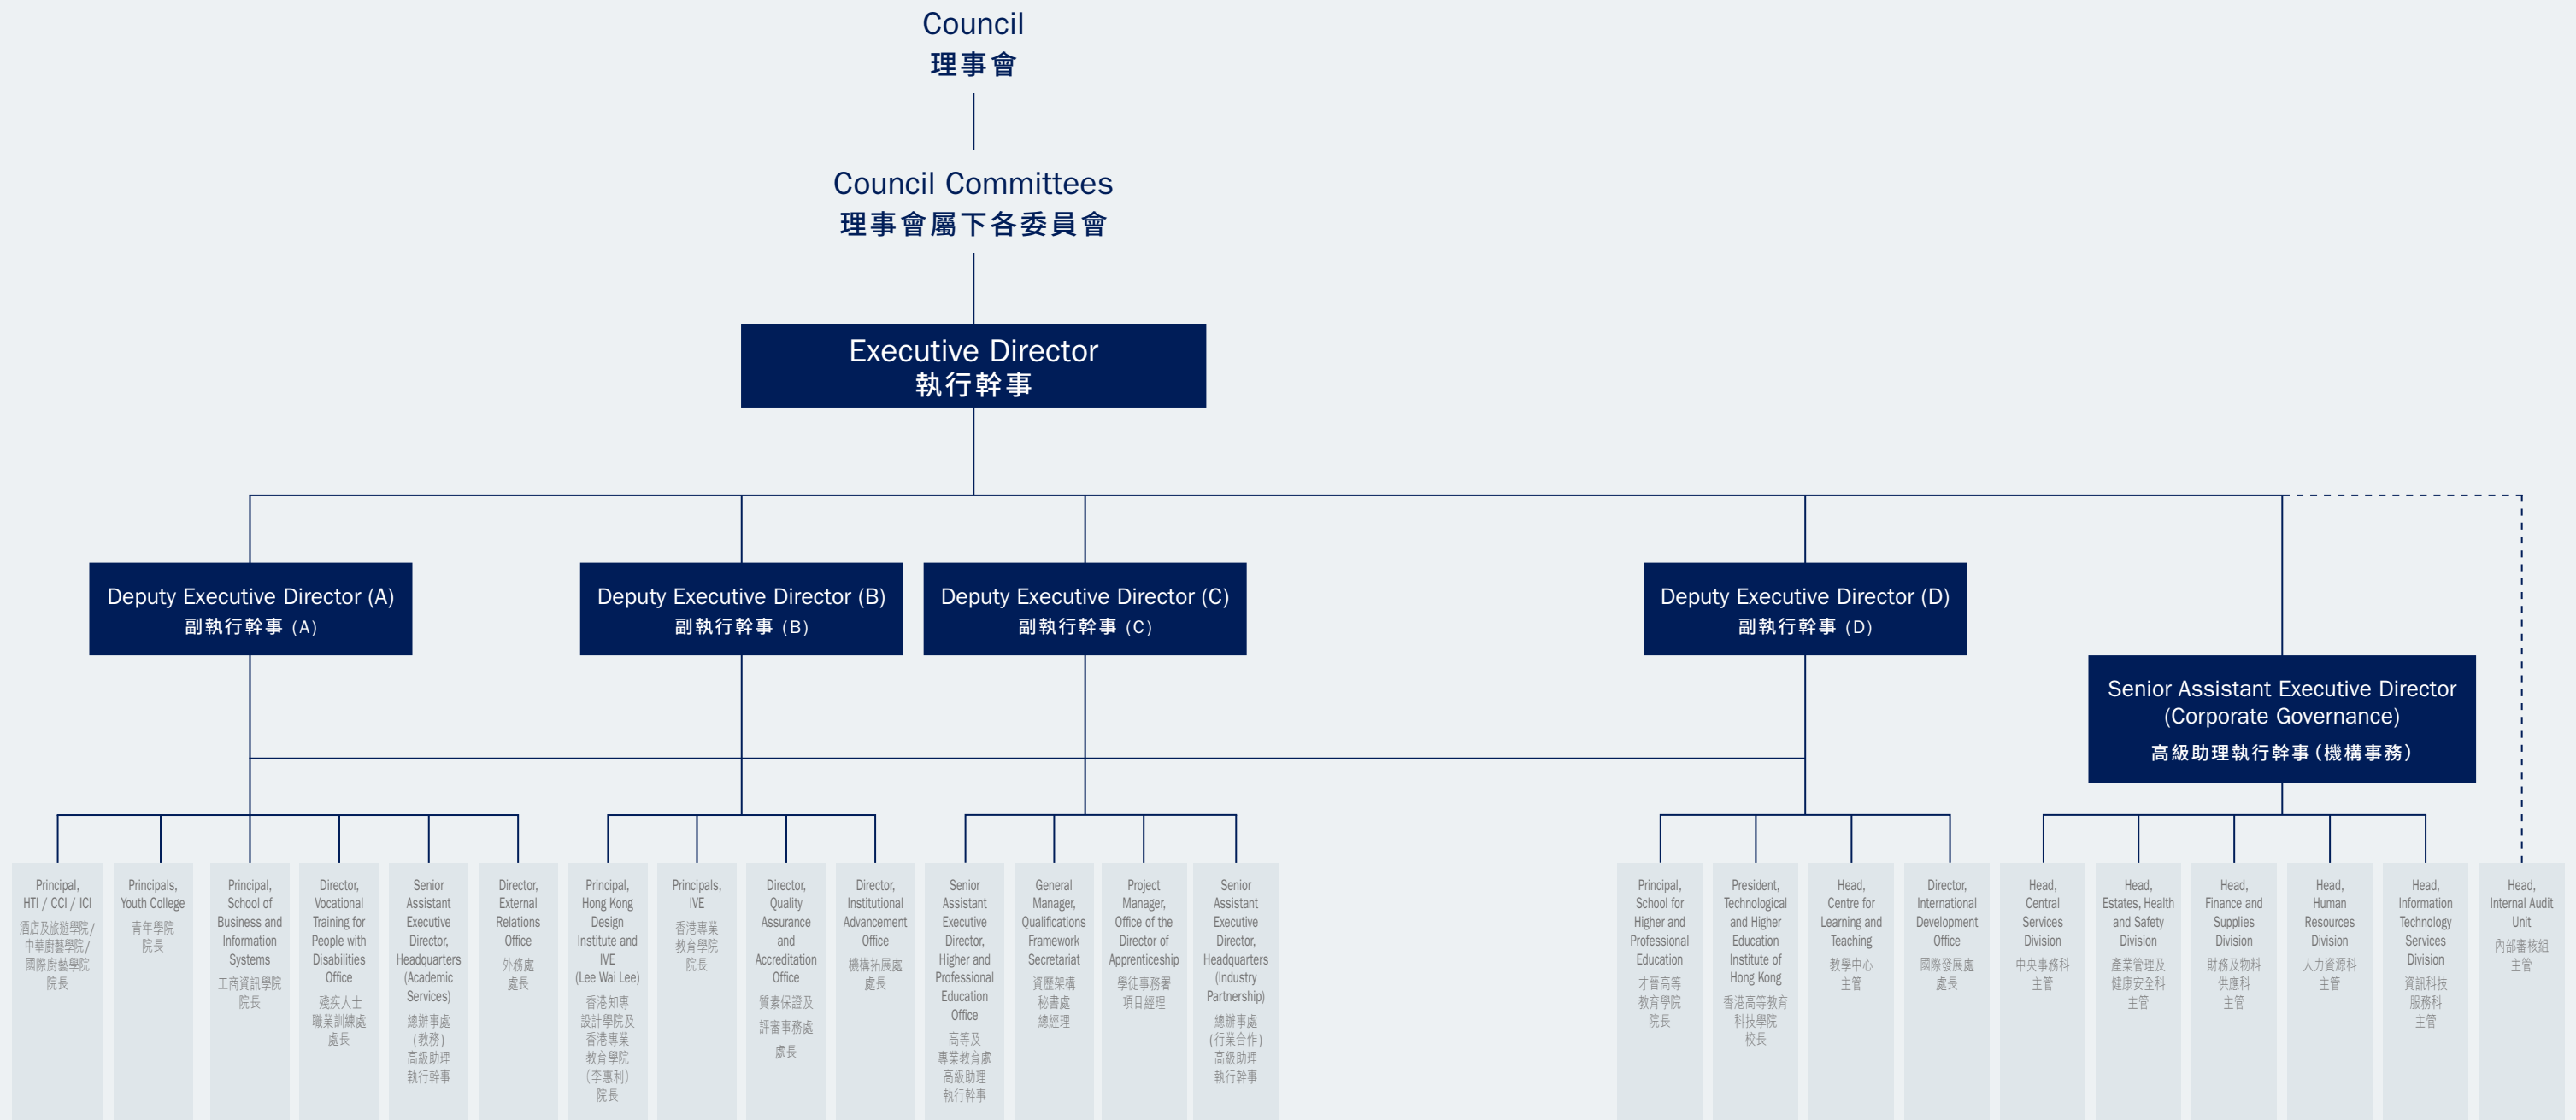 Council
理事會
Council Committees
理事會屬下各委員會
Executive Director
執行幹事
Deputy Executive Director (A)
副執行幹事 (A)
Deputy Executive Director (B)
副執行幹事 (B)
Deputy Executive Director (C)
副執行幹事 (C)
Deputy Executive Director (D)
副執行幹事 (D)
Senior Assistant Executive Director
(Corporate Governance)
高級助理執行幹事(機構事務)
Principal,
HTI / CCI / ICI
酒店及旅遊學院/
中華廚藝學院/
國際廚藝學院
院長
Principals,
Youth College
青年學院
院長
Principal,
School of
Business and
Information
Systems
工商資訊學院
院長
Director,
Vocational
Training for
People with
Disabilities
Office
殘疾人士
職業訓練處
處長
Senior
Assistant
Executive
Director,
Headquarters
(Academic
Services)
總辦事處
(教務)
高級助理
執行幹事
Director,
External
Relations
Office
外務處
處長
Principal,
Hong Kong
Design
Institute and
IVE
(Lee Wai Lee)
香港知專
設計學院及
香港專業
教育學院
(李惠利)
院長
Principals,
IVE
香港專業
教育學院
院長
Director,
Quality
Assurance
and
Accreditation
Office
質素保證及
評審事務處
處長
Director,
Institutional
Advancement
Office
機構拓展處
處長
Senior
Assistant
Executive
Director,
Higher and
Professional
Education
Office
高等及
專業教育處
高級助理
執行幹事
General
Manager,
Qualifications
Framework
Secretariat
資歷架構
秘書處
總經理
Project
Manager,
Office of the
Director of
Apprenticeship
學徒事務署
項目經理
Senior
Assistant
Executive
Director,
Headquarters
(Industry
Partnership)
總辦事處
(行業合作)
高級助理
執行幹事
Principal,
School for
Higher and
Professional
Education
才晉高等
教育學院
院長
President,
Technological
and Higher
Education
Institute of
Hong Kong
香港高等教育
科技學院
校長
Head,
Centre for
Learning and
Teaching
教學中心
主管
Director,
International
Development
Office
國際發展處
處長
Head,
Central
Services
Division
中央事務科
主管
Head,
Estates, Health
and Safety
Division
產業管理及
健康安全科
主管
Head,
Finance and
Supplies
Division
財務及物料
供應科
主管
Head,
Human
Resources
Division
人力資源科
主管
Head,
Information
Technology
Services
Division
資訊科技
服務科
主管
Head,
Internal Audit
Unit
內部審核組
主管